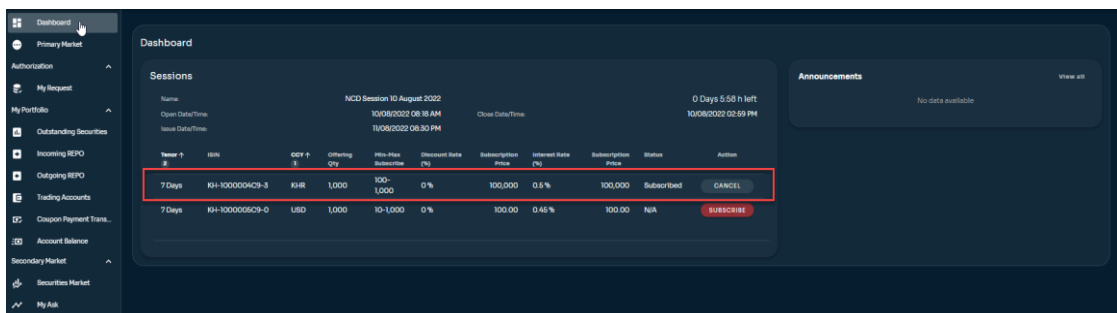 Dashboard
Primary Market
Authorization
My Request
My Portfolio
Outstanding Securities
Incoming REPO
Outgoing REPO
Trading Accounts
Coupon Payment Trans...
Account Balance
Secondary Market
Securities Market
My Ask
Dashboard
Sessions
Name: NCD Session 10 August 2022 0 Days 5:58 h left
Open Date/Time: 10/08/2022 08:18 AM Close Date/Time: 10/08/2022 02:59 PM
Issue Date/Time: 11/08/2022 08:30 PM
Tenor ↑ 2 ISIN CCY ↑ 1 Offering Qty Min-Max Subscribe Discount Rate (%) Subscription Price Interest Rate (%) Subscription Price Status Action
7 Days KH-1000004C9-3 KHR 1,000 100-1,000 0 % 100,000 0.5 % 100,000 Subscribed CANCEL
7 Days KH-1000005C9-0 USD 1,000 10-1,000 0 % 100.00 0.45 % 100.00 N/A SUBSCRIBE
Announcements View all
No data available